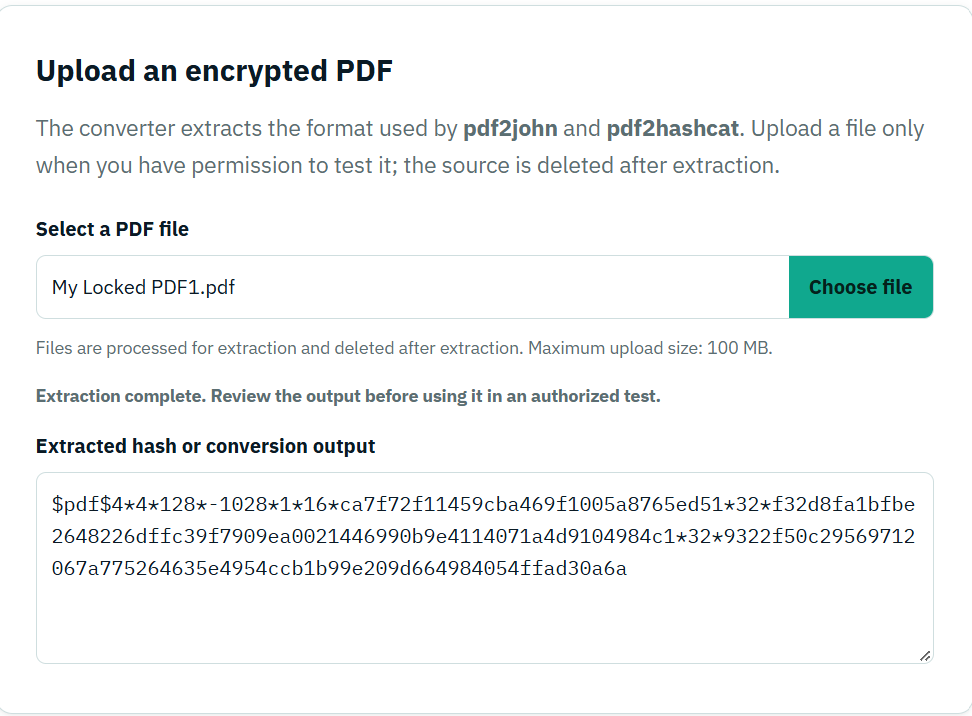 Upload an encrypted PDF
The converter extracts the format used by pdf2john and pdf2hashcat. Upload a file only
when you have permission to test it; the source is deleted after extraction.
Select a PDF file
My Locked PDF1.pdf
Choose file
Files are processed for extraction and deleted after extraction. Maximum upload size: 100 MB.
Extraction complete. Review the output before using it in an authorized test.
Extracted hash or conversion output
$pdf$4*4*128*-1028*1*16*ca7f72f11459cba469f1005a8765ed51*32*f32d8fa1bfbe
2648226dffc39f7909ea0021446990b9e4114071a4d9104984c1*32*9322f50c29569712
067a775264635e4954ccb1b99e209d664984054ffad30a6a